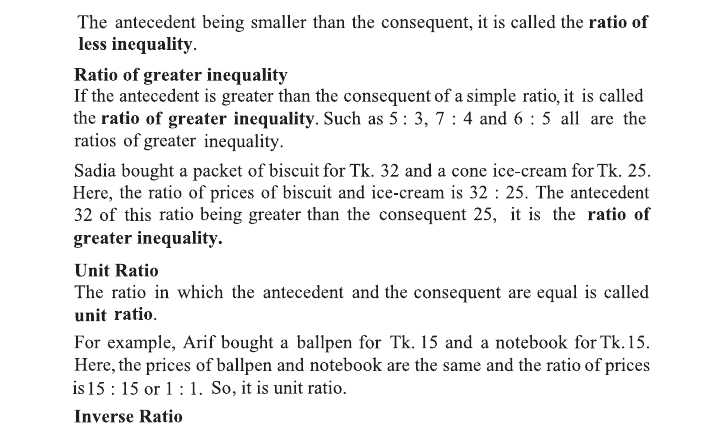 The antecedent being smaller than the consequent, it is called the ratio of
less inequality.
Ratio of greater inequality
If the antecedent is greater than the consequent of a simple ratio, it is called
the ratio of greater inequality. Such as 5 : 3, 7 : 4 and 6 : 5 all are the
ratios of greater inequality.
Sadia bought a packet of biscuit for Tk. 32 and a cone ice-cream for Tk. 25.
Here, the ratio of prices of biscuit and ice-cream is 32 : 25. The antecedent
32 of this ratio being greater than the consequent 25, it is the ratio of
greater inequality.
Unit Ratio
The ratio in which the antecedent and the consequent are equal is called
unit ratio.
For example, Arif bought a ballpen for Tk. 15 and a notebook for Tk. 15.
Here, the prices of ballpen and notebook are the same and the ratio of prices
is 15 : 15 or 1 : 1. So, it is unit ratio.
Inverse Ratio